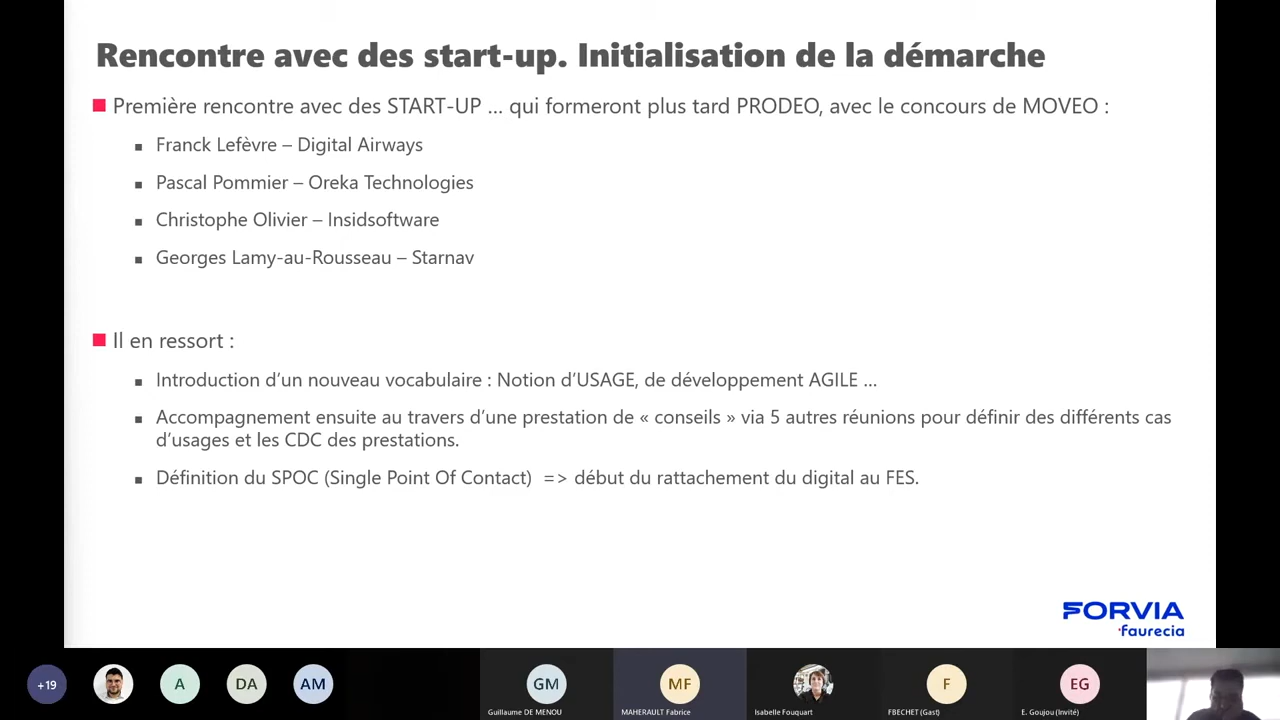 Rencontre avec des start-up. Initialisation de la démarche
Première rencontre avec des START-UP ... qui formeront plus tard PRODEO, avec le concours de MOVEO :
Franck Lefèvre – Digital Airways
Pascal Pommier – Oreka Technologies
Christophe Olivier – Insidsoftware
Georges Lamy-au-Rousseau – Starnav
Il en ressort :
Introduction d'un nouveau vocabulaire : Notion d'USAGE, de développement AGILE ...
Accompagnement ensuite au travers d'une prestation de « conseils » via 5 autres réunions pour définir des différents cas
d'usages et les CDC des prestations.
Définition du SPOC (Single Point Of Contact) => début du rattachement du digital au FES.
FORVIA
faurecia
+19
A
DA
AM
GM
MF
F
EG
Guillaume DE MENOU
MAHERAULT Fabrice
Isabelle Fouquart
FBECHET (Gast)
E. Goujou (Invité)